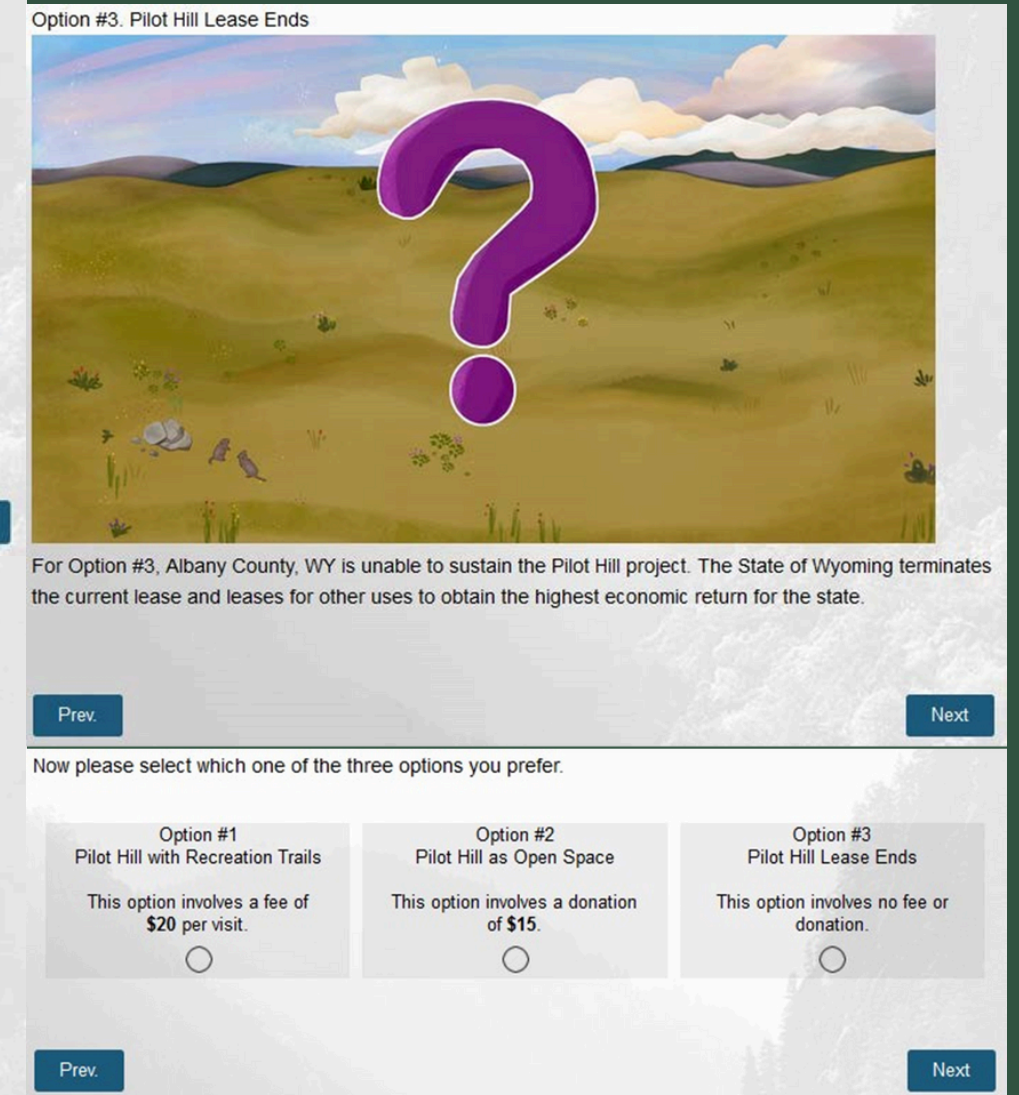 Option #3. Pilot Hill Lease Ends
?
For Option #3, Albany County, WY is unable to sustain the Pilot Hill project. The State of Wyoming terminates
the current lease and leases for other uses to obtain the highest economic return for the state.
Prev.
Next
Now please select which one of the three options you prefer.
Option #1
Pilot Hill with Recreation Trails
This option involves a fee of
$20 per visit.
Option #2
Pilot Hill as Open Space
This option involves a donation
of $15.
Option #3
Pilot Hill Lease Ends
This option involves no fee or
donation.
Prev.
Next